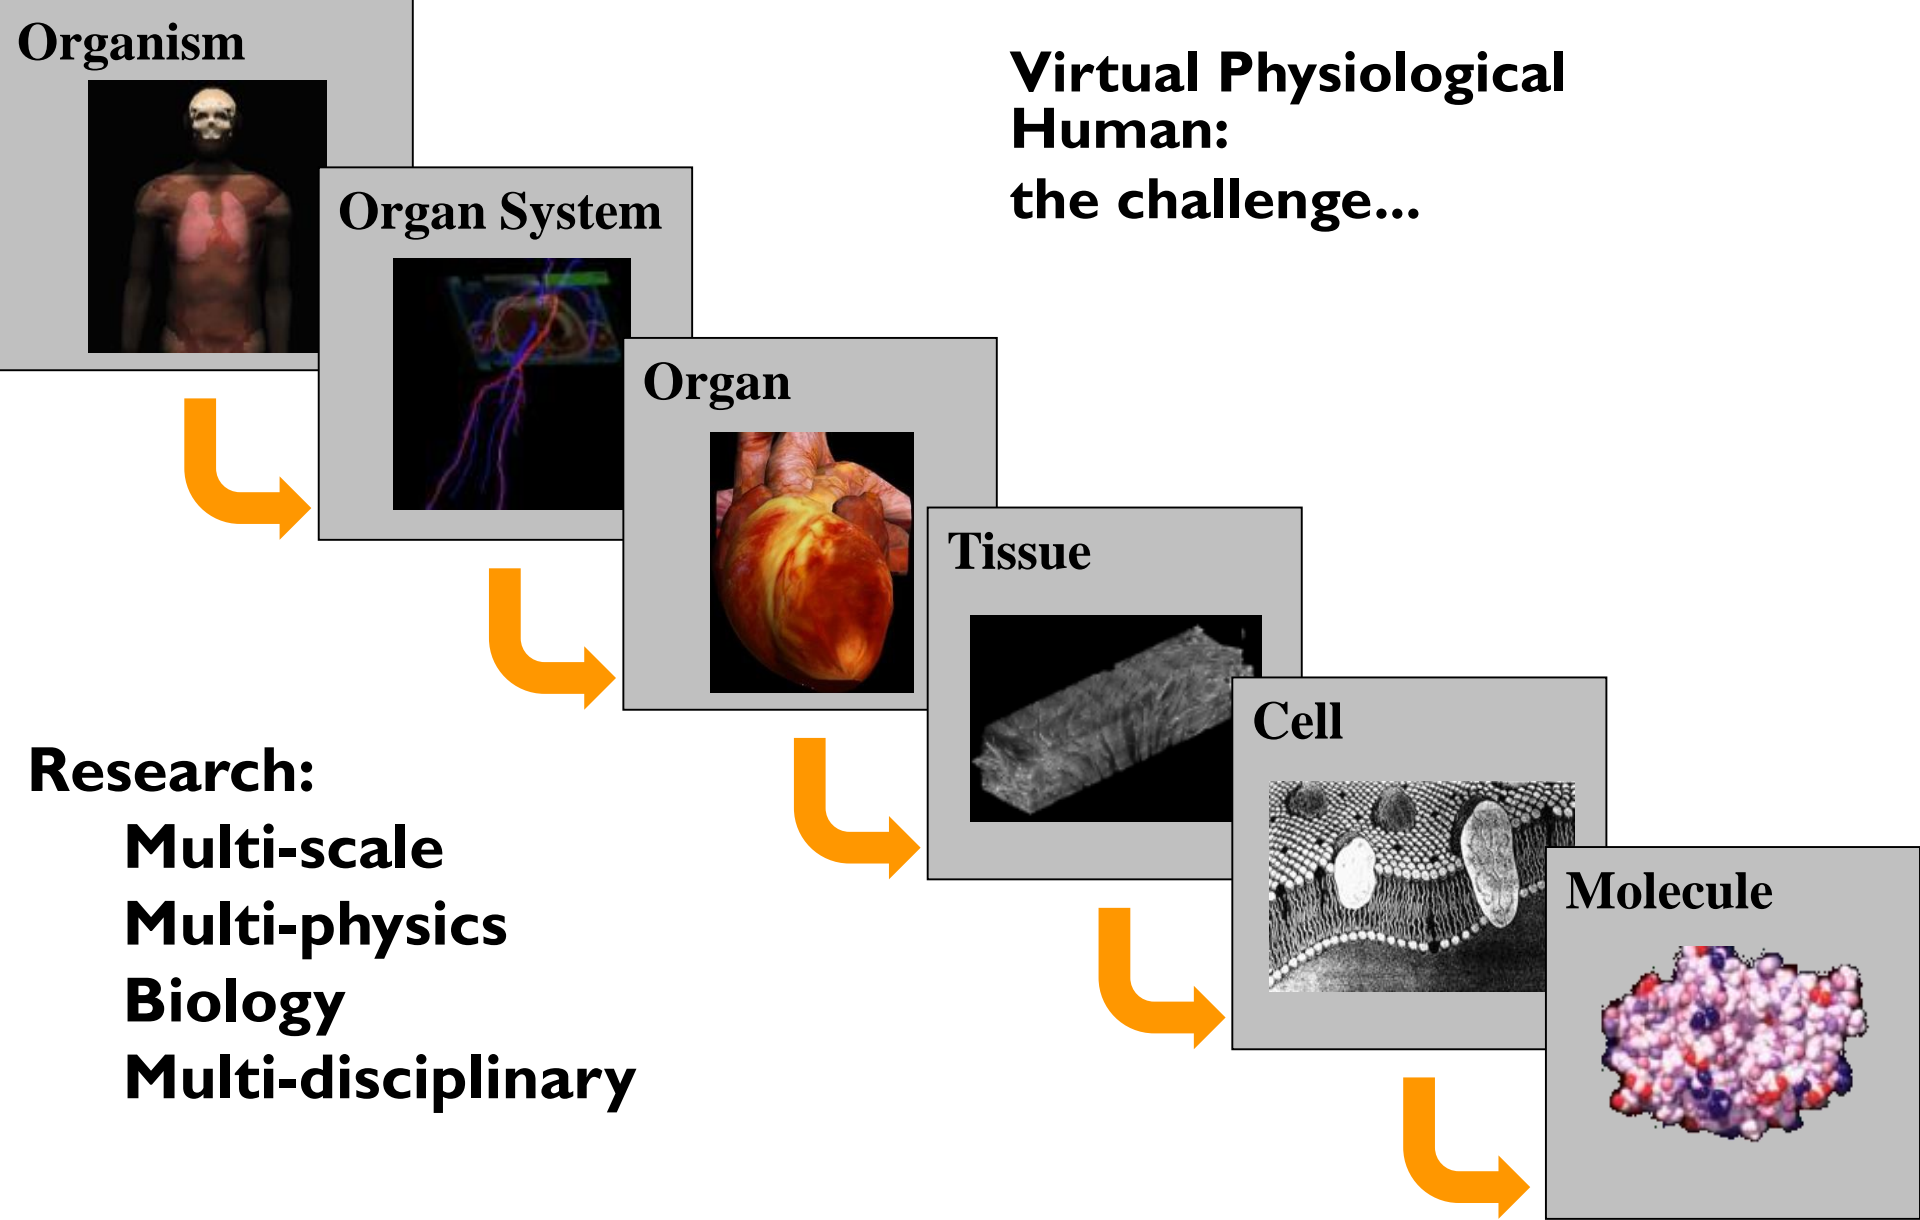 Organism
Virtual Physiological
Human:
the challenge...
Organ System
Organ
Tissue
Cell
Molecule
Research:
Multi-scale
Multi-physics
Biology
Multi-disciplinary